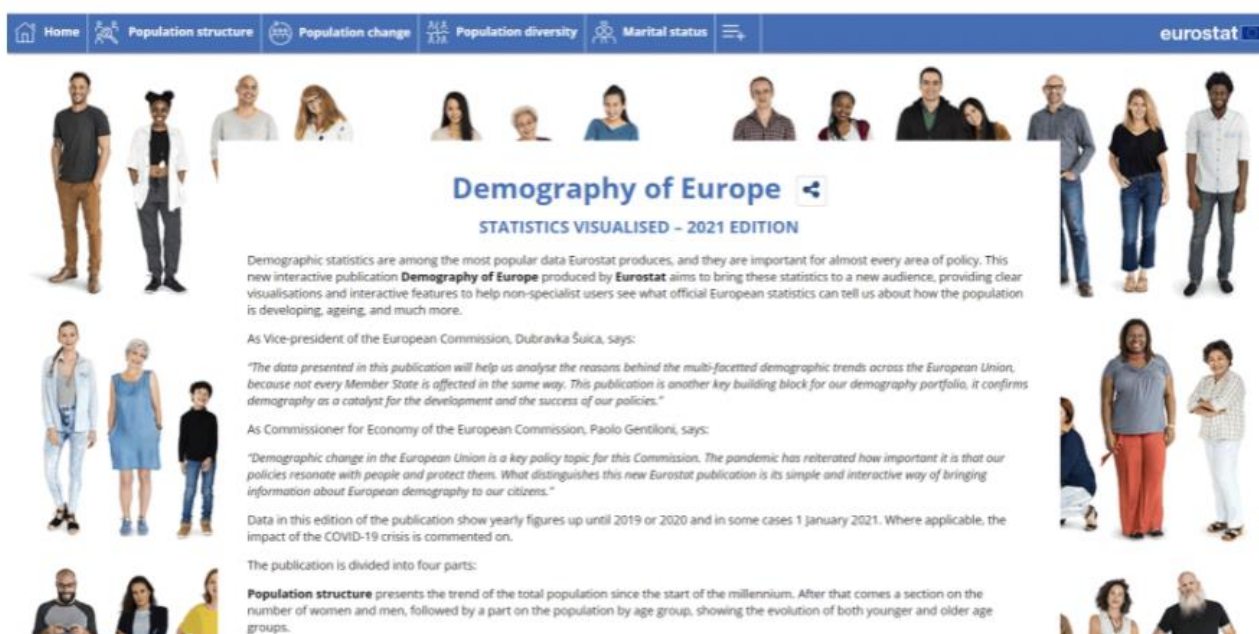 Home
Population structure
Population change
Population diversity
Marital status
eurostat
Demography of Europe
STATISTICS VISUALISED – 2021 EDITION
Demographic statistics are among the most popular data Eurostat produces, and they are important for almost every area of policy. This
new interactive publication Demography of Europe produced by Eurostat aims to bring these statistics to a new audience, providing clear
visualisations and interactive features to help non-specialist users see what official European statistics can tell us about how the population
is developing, ageing, and much more.
As Vice-president of the European Commission, Dubravka Šuica, says:
"The data presented in this publication will help us analyse the reasons behind the multi-facetted demographic trends across the European Union,
because not every Member State is affected in the same way. This publication is another key building block for our demography portfolio, it confirms
demography as a catalyst for the development and the success of our policies."
As Commissioner for Economy of the European Commission, Paolo Gentiloni, says:
"Demographic change in the European Union is a key policy topic for this Commission. The pandemic has reiterated how important it is that our
policies resonate with people and protect them. What distinguishes this new Eurostat publication is its simple and interactive way of bringing
information about European demography to our citizens."
Data in this edition of the publication show yearly figures up until 2019 or 2020 and in some cases 1 January 2021. Where applicable, the
impact of the COVID-19 crisis is commented on.
The publication is divided into four parts:
Population structure presents the trend of the total population since the start of the millennium. After that comes a section on the
number of women and men, followed by a part on the population by age group, showing the evolution of both younger and older age
groups.